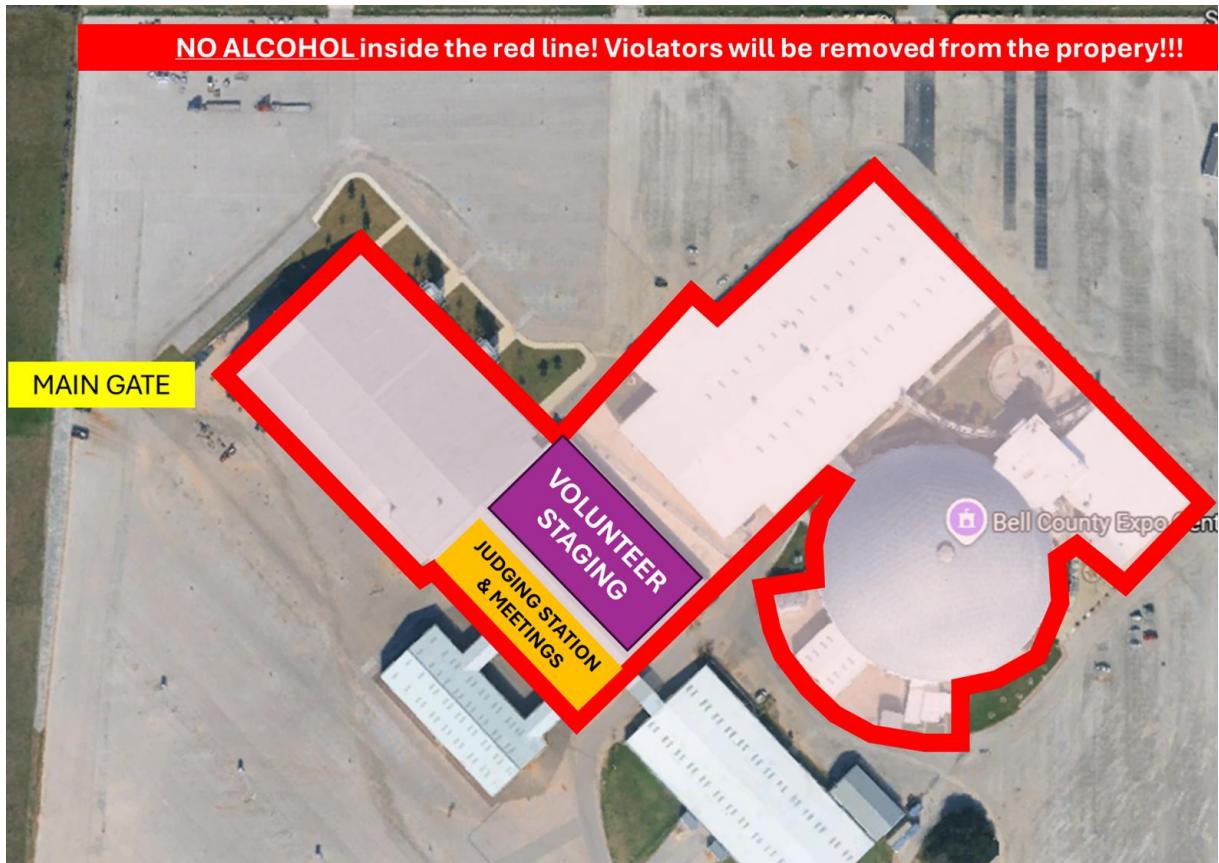 NO ALCOHOL inside the red line! Violators will be removed from the propery!!!
MAIN GATE
VOLUNTEER
STAGING
JUDGING STATION
& MEETINGS
Bell County Expo